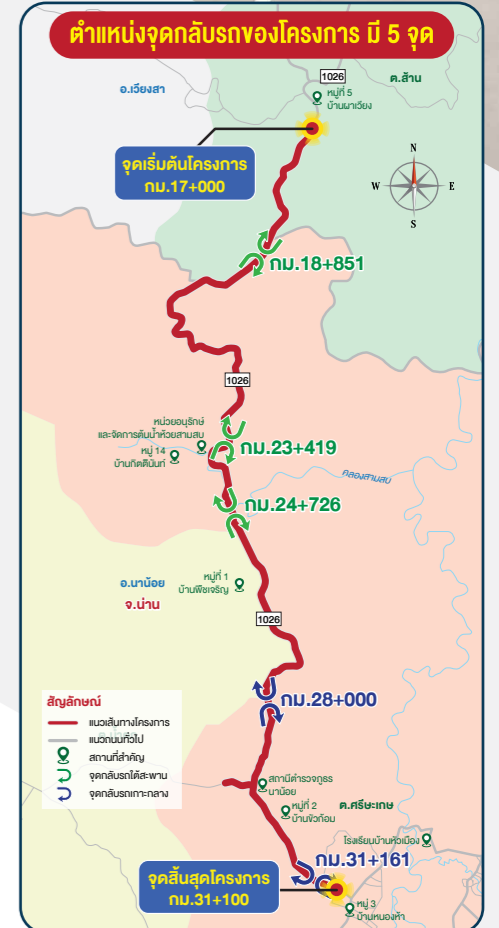 ตำแหน่งจุดกลับรถของโครงการ มี 5 จุด
1026
ต.ส้าน
อ.เวียงสา
หมู่ที่ 5
บ้านผาเวียง
จุดเริ่มต้นโครงการ
กม.17+000
N
W
E
S
กม.18+851
1026
หน่วยอนุรักษ์
และจัดการต้นน้ำห้วยสามสบ
หมู่ 14
บ้านกิตตินันท์
กม.23+419
คลองสามสบ
กม.24+726
อ.นาน้อย
จ.น่าน
หมู่ที่ 1
บ้านพืชเจริญ
1026
สัญลักษณ์
แนวเส้นทางโครงการ
แนวถนนทั่วไป
สถานที่สำคัญ
จุดกลับรถใต้สะพาน
จุดกลับรถเกาะกลาง
กม.28+000
สถานีตำรวจภูธร
นาน้อย
หมู่ที่ 2
บ้านบัวก้อม
ต.ศรีษะเกษ
โรงเรียนบ้านหัวเมือง
กม.31+161
จุดสิ้นสุดโครงการ
กม.31+100
หมู่ 3
บ้านหนองห้า